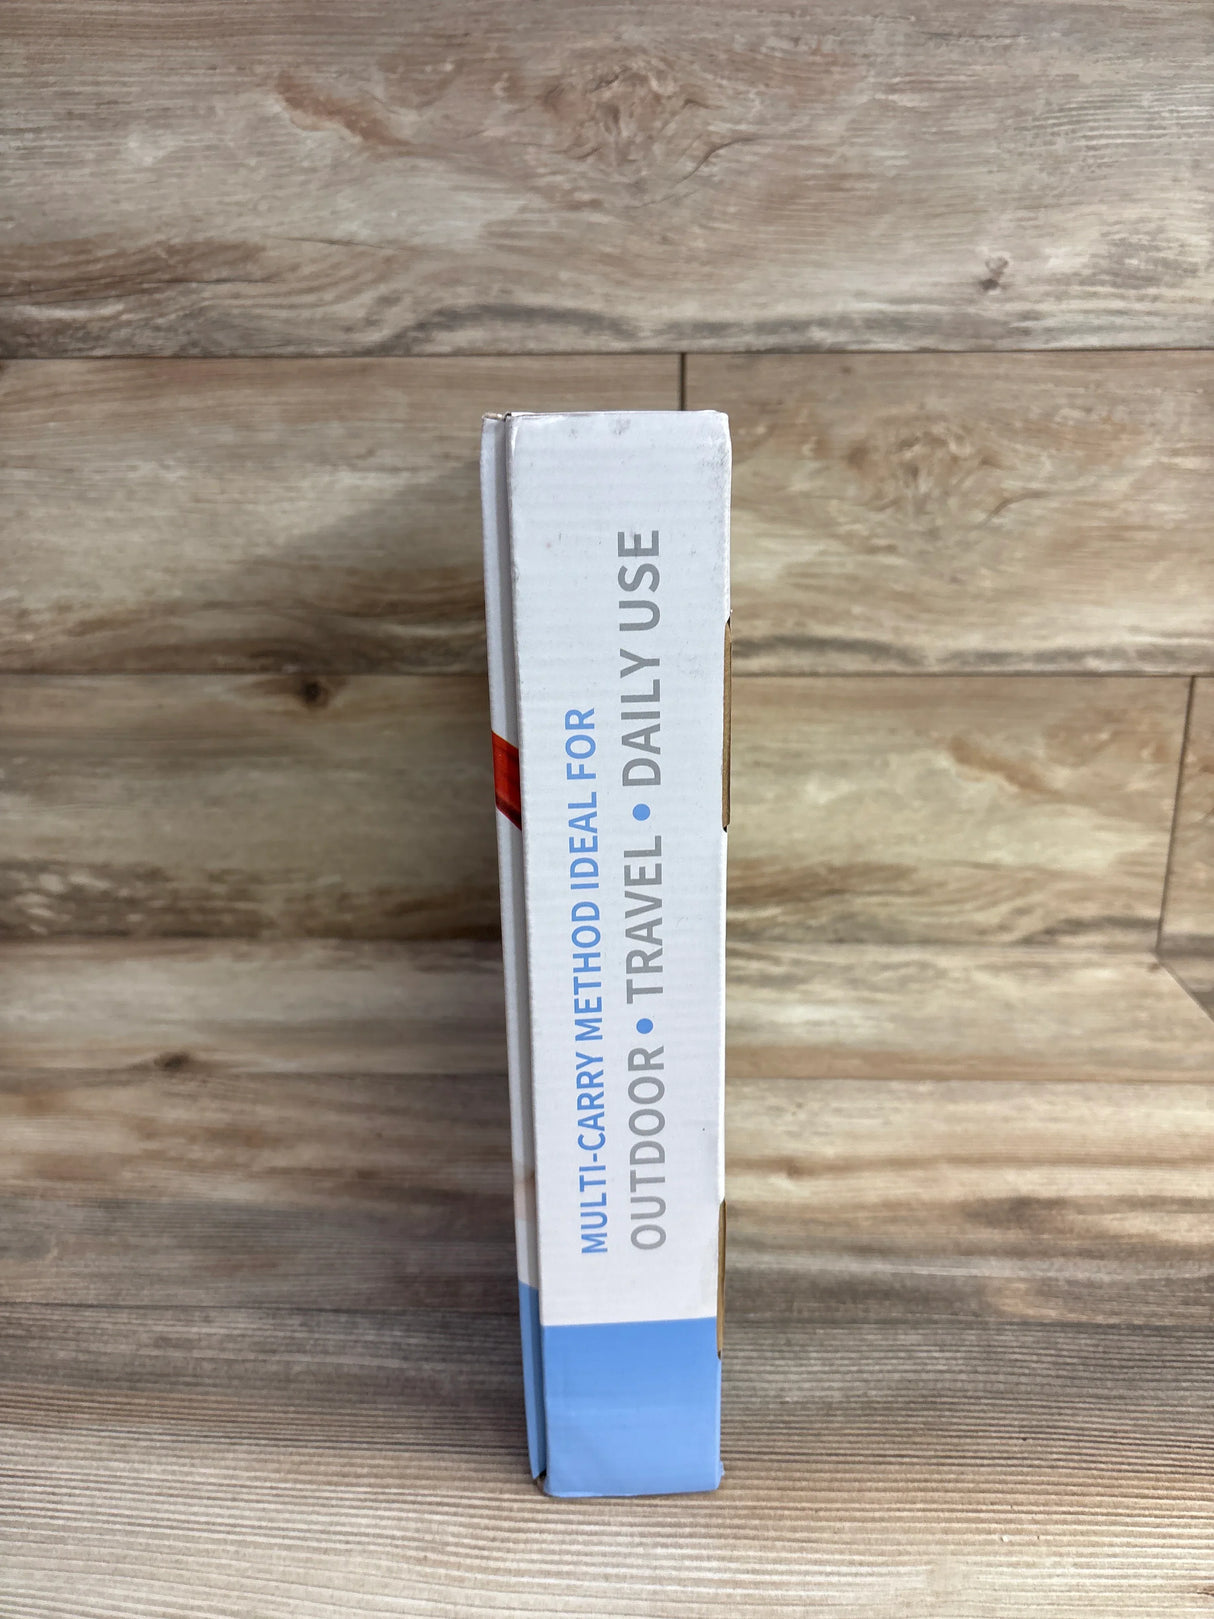 MULTI-CARRY METHOD IDEAL FOR
OUTDOOR • TRAVEL • DAILY USE